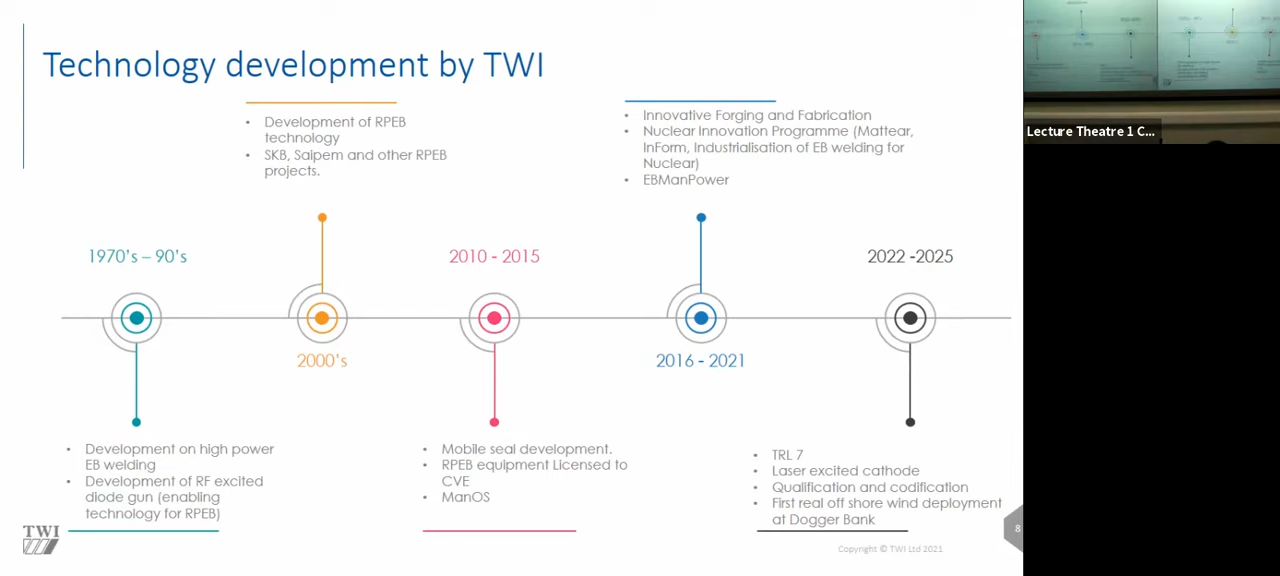 Technology development by TWI
• Development of RPEB
technology
• SKB, Saipem and other RPEB
projects.
• Innovative Forging and Fabrication
• Nuclear Innovation Programme (Mattear,
InForm, Industrialisation of EB welding for
Nuclear)
• EBManPower
1970's – 90's
2010 - 2015
2022 -2025
2000's
2016 - 2021
• Development on high power
EB welding
• Development of RF excited
diode gun (enabling
technology for RPEB)
• Mobile seal development.
• RPEB equipment Licensed to
CVE
• ManOS
• TRL 7
• Laser excited cathode
• Qualification and codification
• First real off shore wind deployment
at Dogger Bank
TWI
Copyright © TWI Ltd 2021
8
Lecture Theatre 1 C...